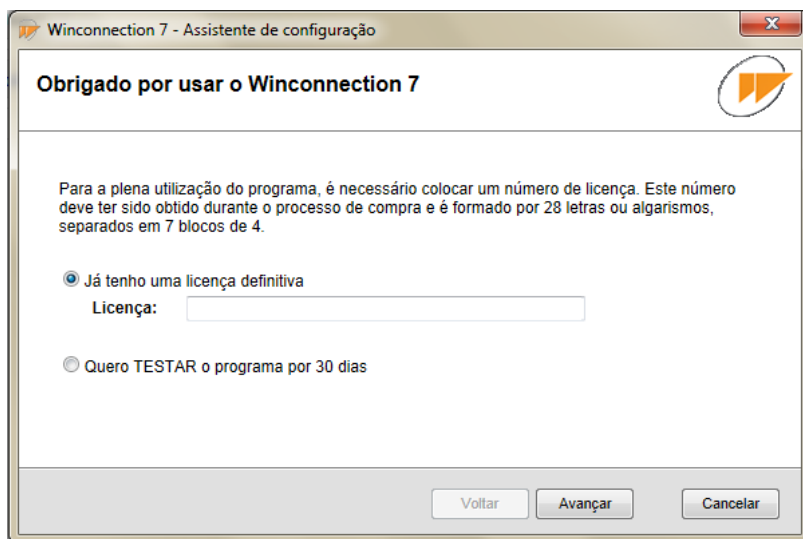 Winconnection 7 - Assistente de configuração
Obrigado por usar o Winconnection 7
Para a plena utilização do programa, é necessário colocar um número de licença. Este número
deve ter sido obtido durante o processo de compra e é formado por 28 letras ou algarismos,
separados em 7 blocos de 4.
Já tenho uma licença definitiva
Licença:
Quero TESTAR o programa por 30 dias
Voltar Avançar Cancelar